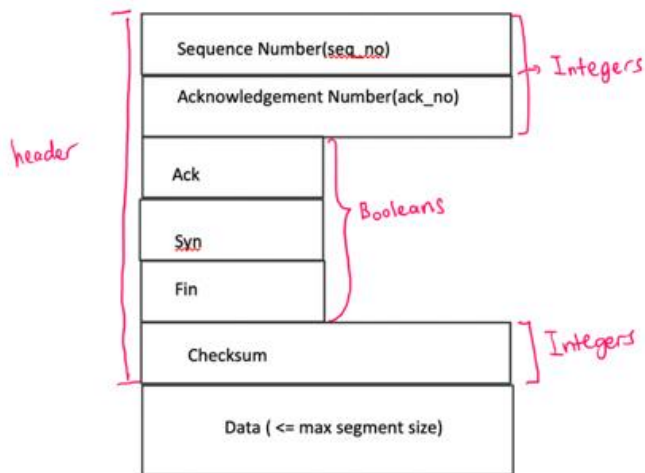 Sequence Number(seq_no)
Integers
Acknowledgement Number(ack_no)
header
Ack
Booleans
Syn
Fin
Integers
Checksum
Data ( <= max segment size)